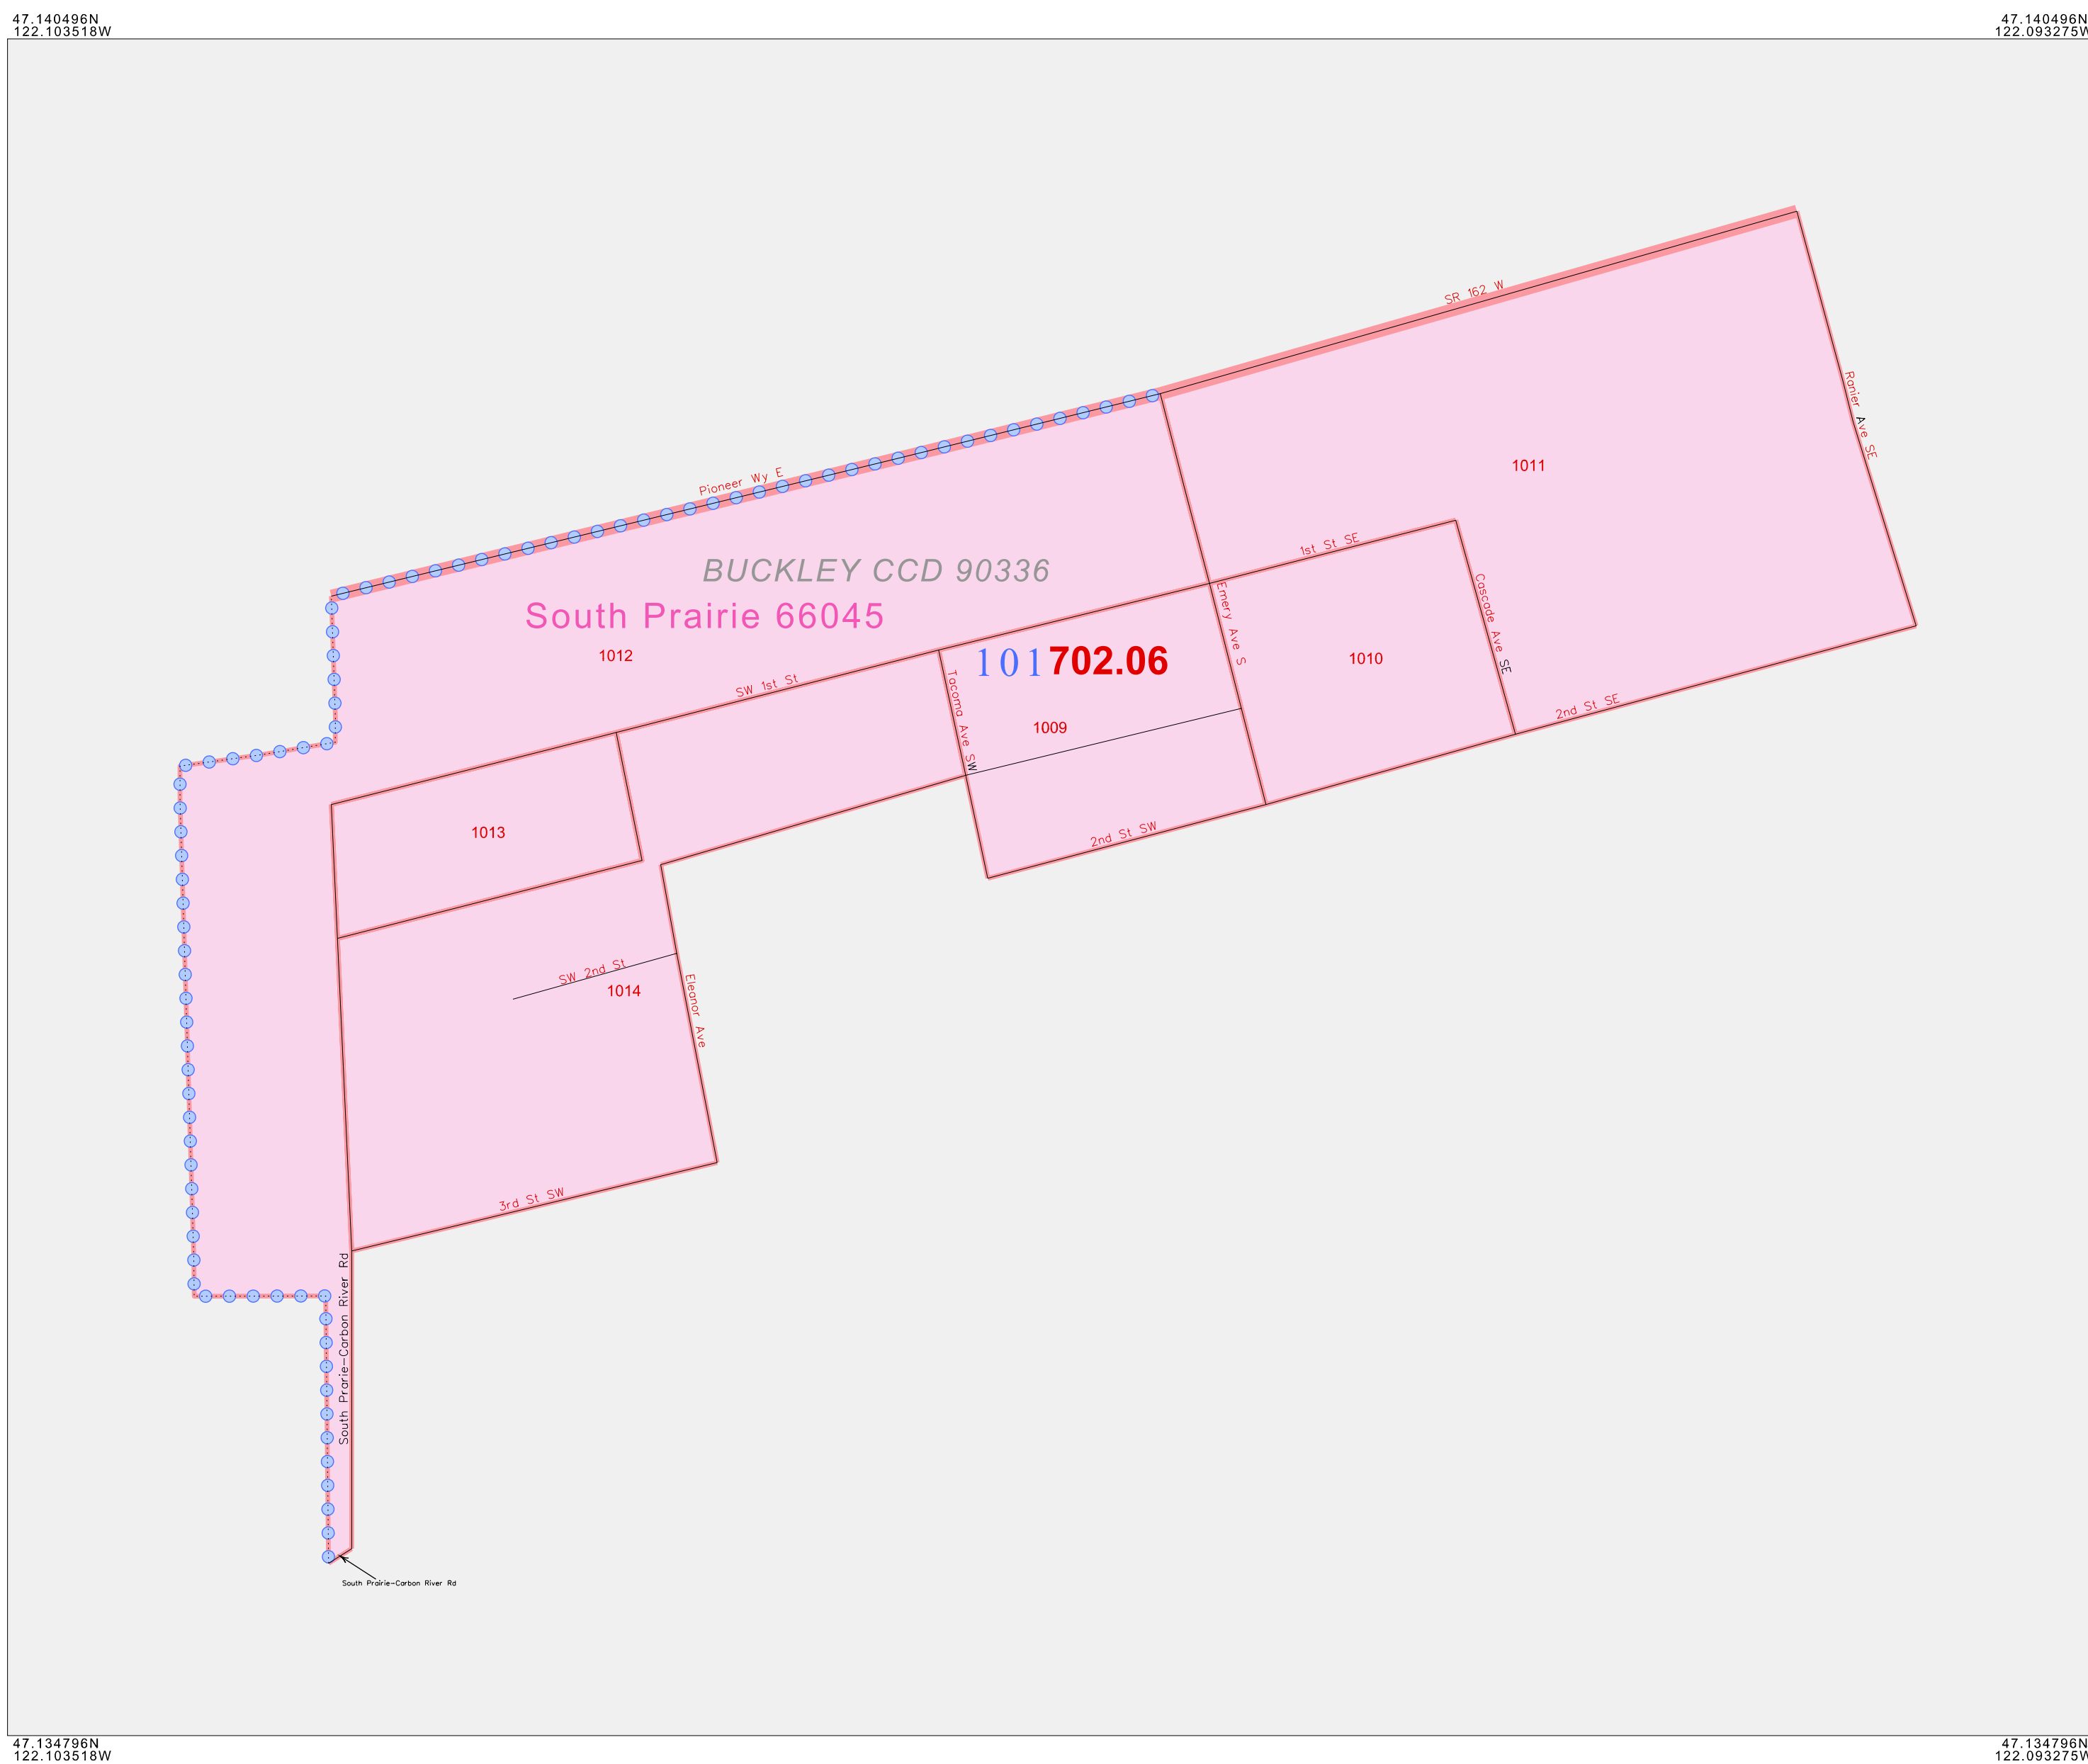 47.140496N
122.103518W
47.140496N
122.093275W
SR 162 W
Ranier Ave SE
1011
Pioneer Wy E
1st St SE
BUCKLEY CCD 90336
South Prairie 66045
Emery Ave S
Cascade Ave SE
1012
101
702.06
1010
SW 1st St
Tacoma Ave SW
2nd St SE
1009
1013
2nd St SW
SW 2nd St
1014
Eleanor Ave
3rd St SW
South Prarie-Carbon River Rd
South Prairie-Carbon River Rd
47.134796N
122.103518W
47.134796N
122.093275W